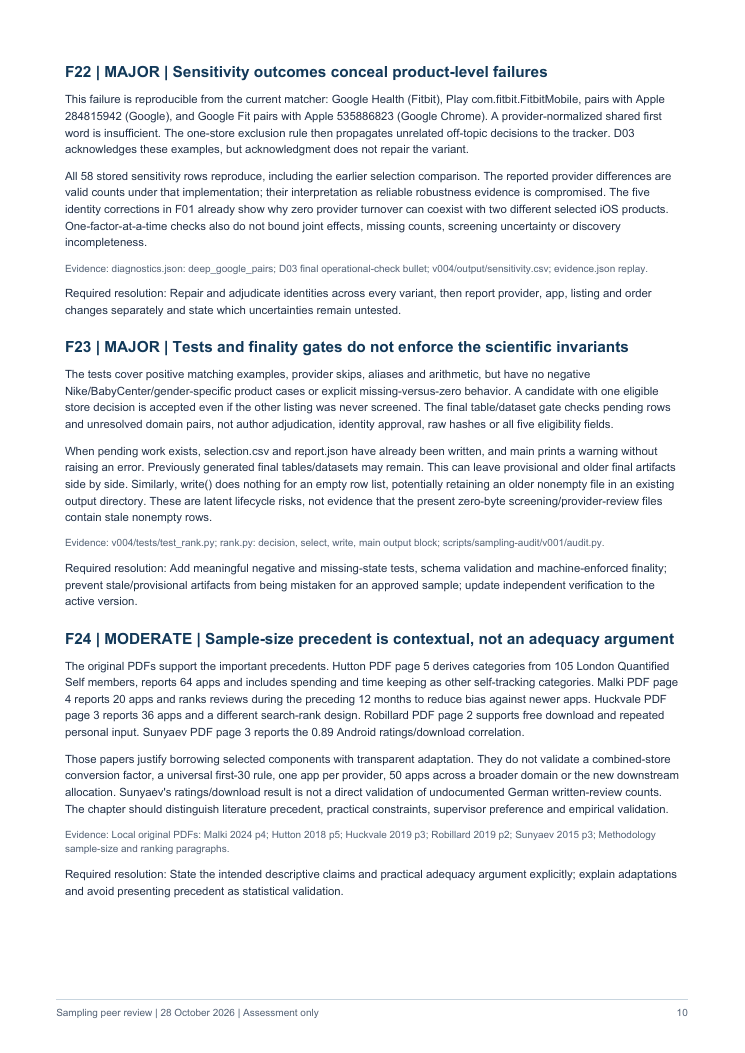 F22 | MAJOR | Sensitivity outcomes conceal product-level failures
This failure is reproducible from the current matcher: Google Health (Fitbit), Play com.fitbit.FitbitMobile, pairs with Apple
284815942 (Google), and Google Fit pairs with Apple 535886823 (Google Chrome). A provider-normalized shared first
word is insufficient. The one-store exclusion rule then propagates unrelated off-topic decisions to the tracker. D03
acknowledges these examples, but acknowledgment does not repair the variant.
All 58 stored sensitivity rows reproduce, including the earlier selection comparison. The reported provider differences are
valid counts under that implementation; their interpretation as reliable robustness evidence is compromised. The five
identity corrections in F01 already show why zero provider turnover can coexist with two different selected iOS products.
One-factor-at-a-time checks also do not bound joint effects, missing counts, screening uncertainty or discovery
incompleteness.
Evidence: diagnostics.json: deep_google_pairs; D03 final operational-check bullet; v004/output/sensitivity.csv; evidence.json replay.
Required resolution: Repair and adjudicate identities across every variant, then report provider, app, listing and order
changes separately and state which uncertainties remain untested.
F23 | MAJOR | Tests and finality gates do not enforce the scientific invariants
The tests cover positive matching examples, provider skips, aliases and arithmetic, but have no negative
Nike/BabyCenter/gender-specific product cases or explicit missing-versus-zero behavior. A candidate with one eligible
store decision is accepted even if the other listing was never screened. The final table/dataset gate checks pending rows
and unresolved domain pairs, not author adjudication, identity approval, raw hashes or all five eligibility fields.
When pending work exists, selection.csv and report.json have already been written, and main prints a warning without
raising an error. Previously generated final tables/datasets may remain. This can leave provisional and older final artifacts
side by side. Similarly, write() does nothing for an empty row list, potentially retaining an older nonempty file in an existing
output directory. These are latent lifecycle risks, not evidence that the present zero-byte screening/provider-review files
contain stale nonempty rows.
Evidence: v004/tests/test_rank.py; rank.py: decision, select, write, main output block; scripts/sampling-audit/v001/audit.py.
Required resolution: Add meaningful negative and missing-state tests, schema validation and machine-enforced finality;
prevent stale/provisional artifacts from being mistaken for an approved sample; update independent verification to the
active version.
F24 | MODERATE | Sample-size precedent is contextual, not an adequacy argument
The original PDFs support the important precedents. Hutton PDF page 5 derives categories from 105 London Quantified
Self members, reports 64 apps and includes spending and time keeping as other self-tracking categories. Malki PDF page
4 reports 20 apps and ranks reviews during the preceding 12 months to reduce bias against newer apps. Huckvale PDF
page 3 reports 36 apps and a different search-rank design. Robillard PDF page 2 supports free download and repeated
personal input. Sunyaev PDF page 3 reports the 0.89 Android ratings/download correlation.
Those papers justify borrowing selected components with transparent adaptation. They do not validate a combined-store
conversion factor, a universal first-30 rule, one app per provider, 50 apps across a broader domain or the new downstream
allocation. Sunyaev's ratings/download result is not a direct validation of undocumented German written-review counts.
The chapter should distinguish literature precedent, practical constraints, supervisor preference and empirical validation.
Evidence: Local original PDFs: Malki 2024 p4; Hutton 2018 p5; Huckvale 2019 p3; Robillard 2019 p2; Sunyaev 2015 p3; Methodology
sample-size and ranking paragraphs.
Required resolution: State the intended descriptive claims and practical adequacy argument explicitly; explain adaptations
and avoid presenting precedent as statistical validation.
Sampling peer review | 28 October 2026 | Assessment only
10